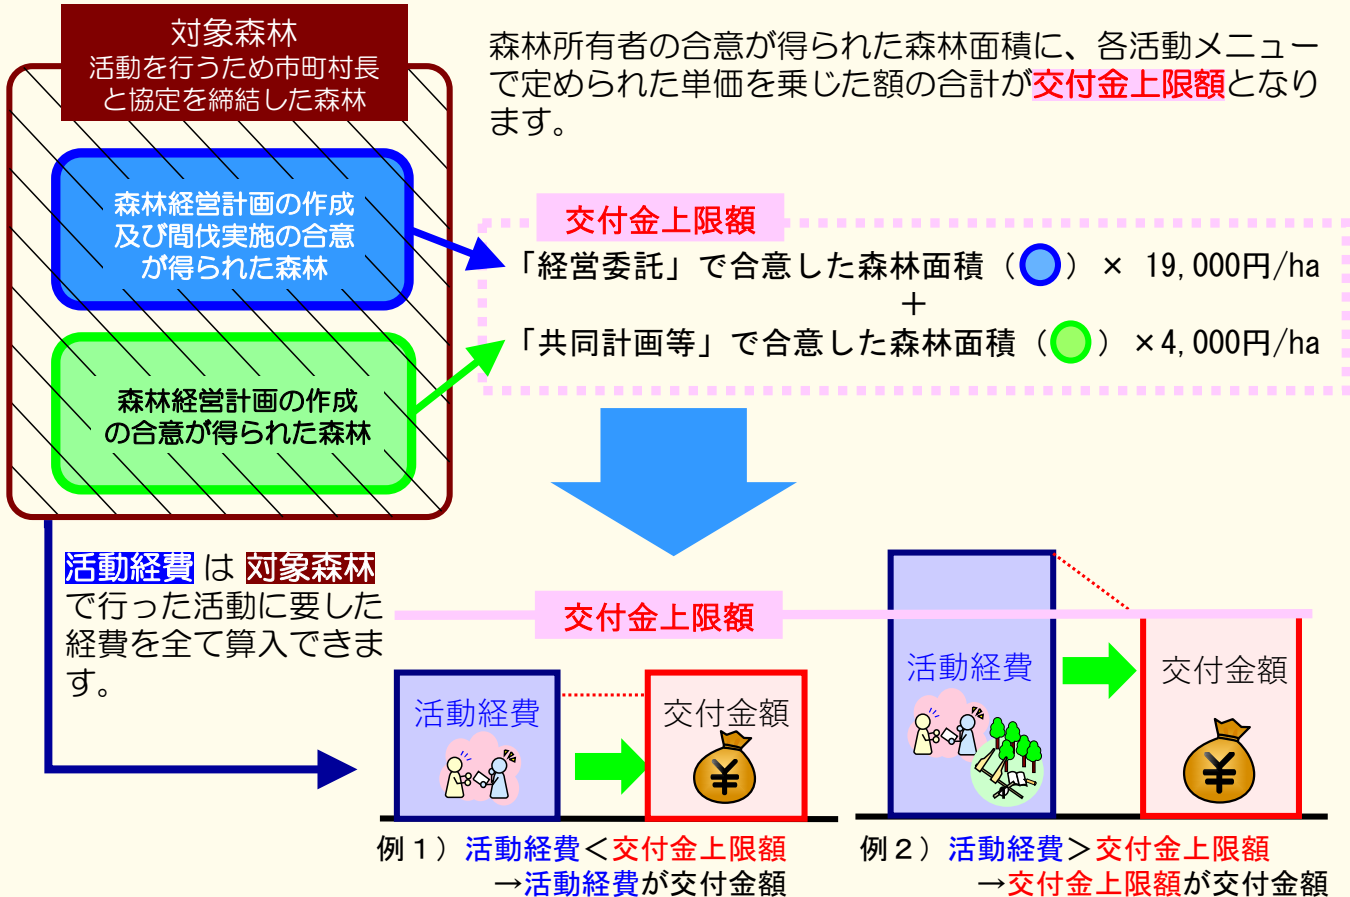 対象森林
活動を行うため市町村長
と協定を締結した森林
森林所有者の合意が得られた森林面積に、各活動メニュー
で定められた単価を乗じた額の合計が交付金上限額となり
ます。
森林経営計画の作成
及び間伐実施の合意
が得られた森林
森林経営計画の作成
の合意が得られた森林
交付金上限額
「経営委託」で合意した森林面積（ ）× 19,000円/ha
＋
「共同計画等」で合意した森林面積（ ）×4,000円/ha
活動経費 は 対象森林
で行った活動に要した
経費を全て算入できま
す。
交付金上限額
活動経費
交付金額
¥
例１）活動経費＜交付金上限額
→活動経費が交付金額
活動経費
交付金額
¥
例２）活動経費＞交付金上限額
→交付金上限額が交付金額